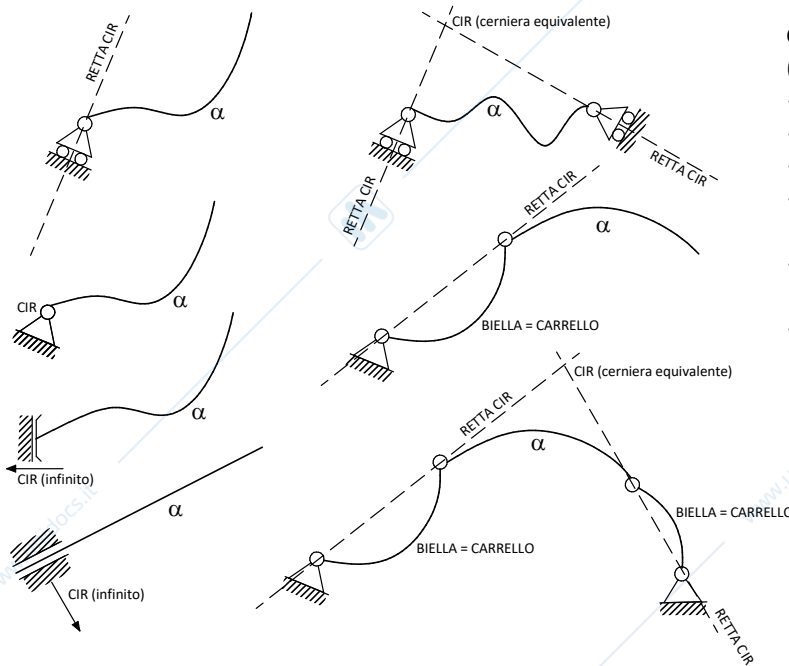 RETTA CIR
α
CIR (cerniera equivalente)
α
RETTA CIR
RETTA CIR
CIR
α
RETTA CIR
α
BIELLA = CARRELLO
α
CIR (infinito)
α
CIR (infinito)
CIR (cerniera equivalente)
RETTA CIR
α
BIELLA = CARRELLO
BIELLA = CARRELLO
RETTA CIR